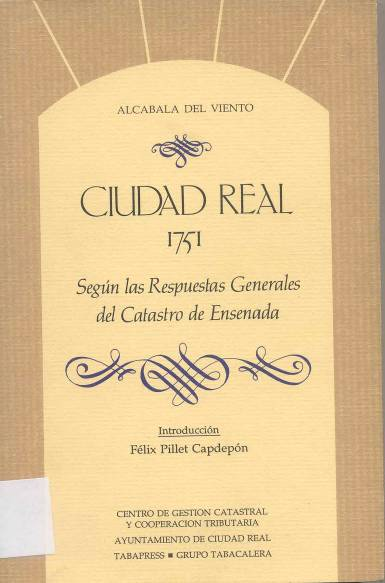 ALCABALA DEL VIENTO
CIUDAD REAL
1751
Según las Respuestas Generales
del Catastro de Ensenada
Introducción
Félix Pillet Capdepón
CENTRO DE GESTION CATASTRAL
Y COOPERACION TRIBUTARIA
AYUNTAMIENTO DE CIUDAD REAL
TABAPRESS ■ GRUPO TABACALERA